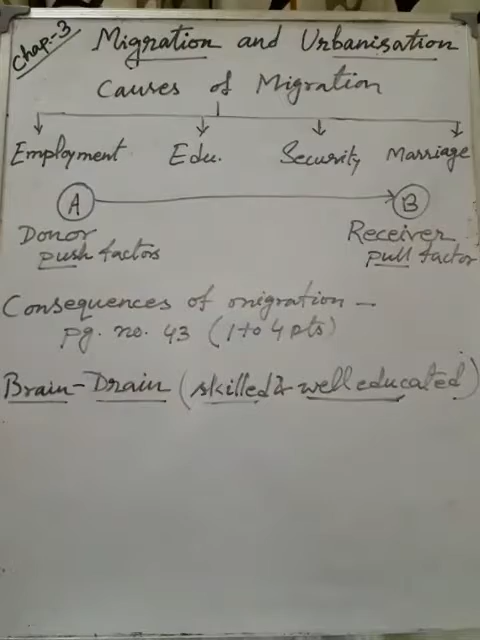 Chap.-3
Migration and Urbanisation
Causes of Migration
Employment Edu. Security Marriage
A B
Donor Receiver
push factors pull factor
Consequences of migration –
pg. no. 43 (1 to 4 pts)
Brain-Drain (skilled & well educated)